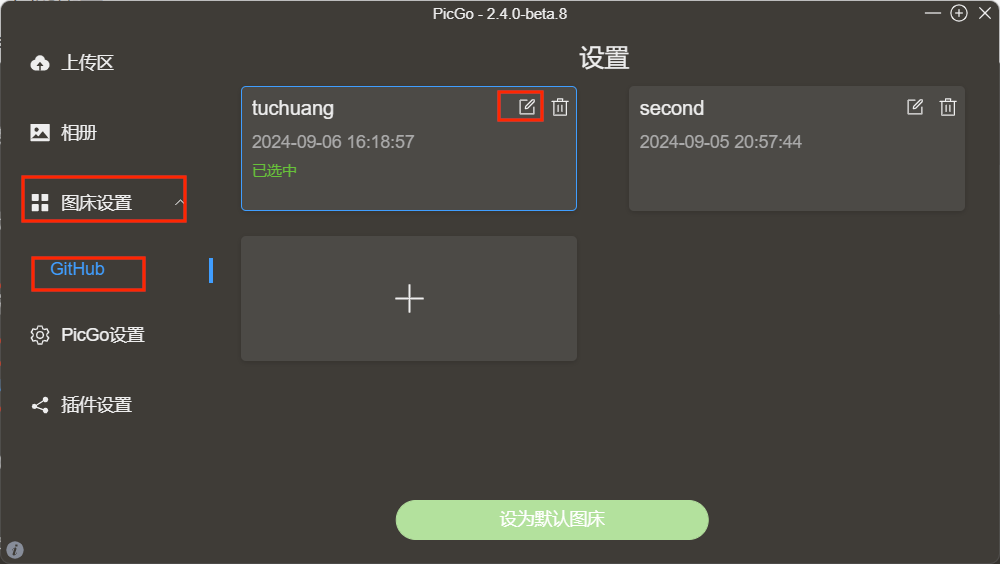 PicGo - 2.4.0-beta.8
上传区
相册
图床设置
GitHub
PicGo设置
插件设置
设置
tuchuang
2024-09-06 16:18:57
已选中
second
2024-09-05 20:57:44
设为默认图床